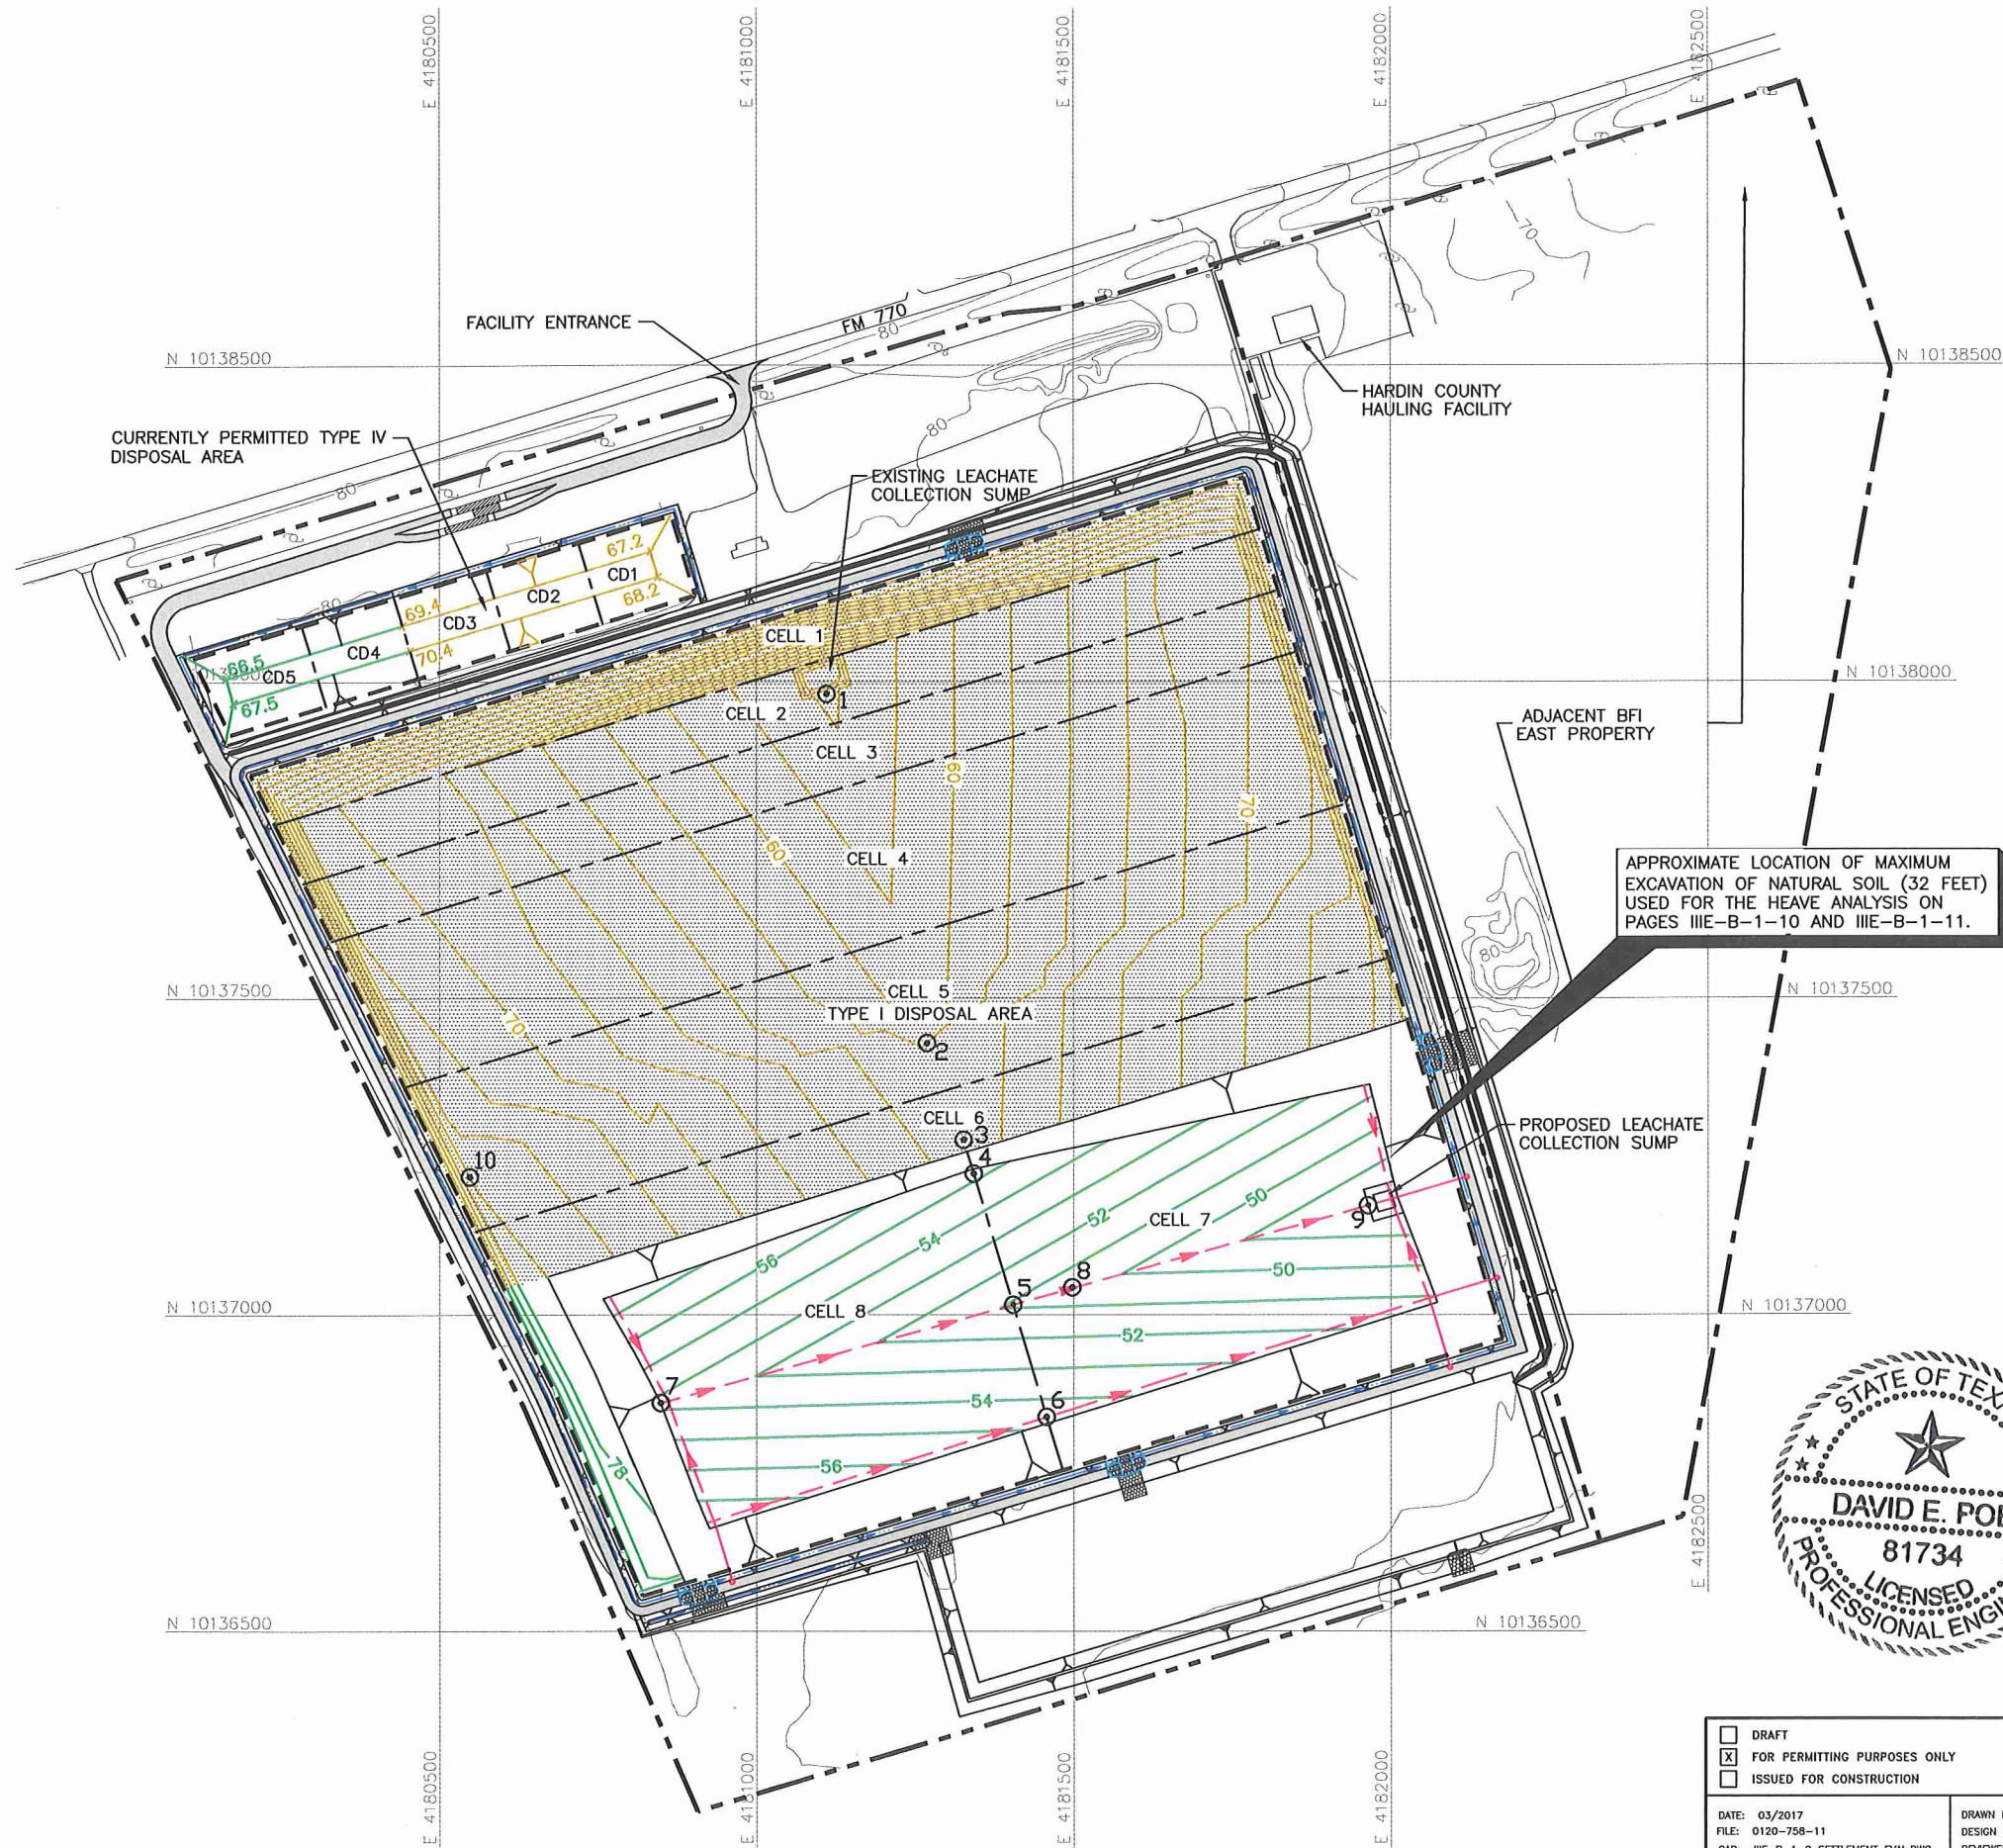 E 4180500
E 4181000
E 4181500
E 4182000
E 4182500
FACILITY ENTRANCE
FM 770
80
70
N 10138500
N 10138500
HARDIN COUNTY
HAULING FACILITY
CURRENTLY PERMITTED TYPE IV
DISPOSAL AREA
80
80
EXISTING LEACHATE
COLLECTION SUMP
67.2
CD1
CD2
68.2
80
69.4
CD3
CELL 1
70.4
CD4
66.5
CD5
67.5
N 10138000
1
CELL 2
CELL 3
ADJACENT BFI
EAST PROPERTY
60
70
60
CELL 4
APPROXIMATE LOCATION OF MAXIMUM
EXCAVATION OF NATURAL SOIL (32 FEET)
USED FOR THE HEAVE ANALYSIS ON
PAGES IIIE-B-1-10 AND IIIE-B-1-11.
80
N 10137500
CELL 5
N 10137500
TYPE I DISPOSAL AREA
70
2
CELL 6
3
PROPOSED LEACHATE
COLLECTION SUMP
10
4
50
9
52
CELL 7
54
56
50
8
5
N 10137000
CELL 8
N 10137000
52
7
54
6
56
78
STATE OF TEX
DAVID E. PO
81734
LICENSED
PROFESSIONAL ENGI
N 10136500
N 10136500
E 4182500
E 4180500
E 4181000
E 4181500
E 4182000
DRAFT
X FOR PERMITTING PURPOSES ONLY
ISSUED FOR CONSTRUCTION
DATE: 03/2017
DRAWN
FILE: 0120-758-11
DESIGN